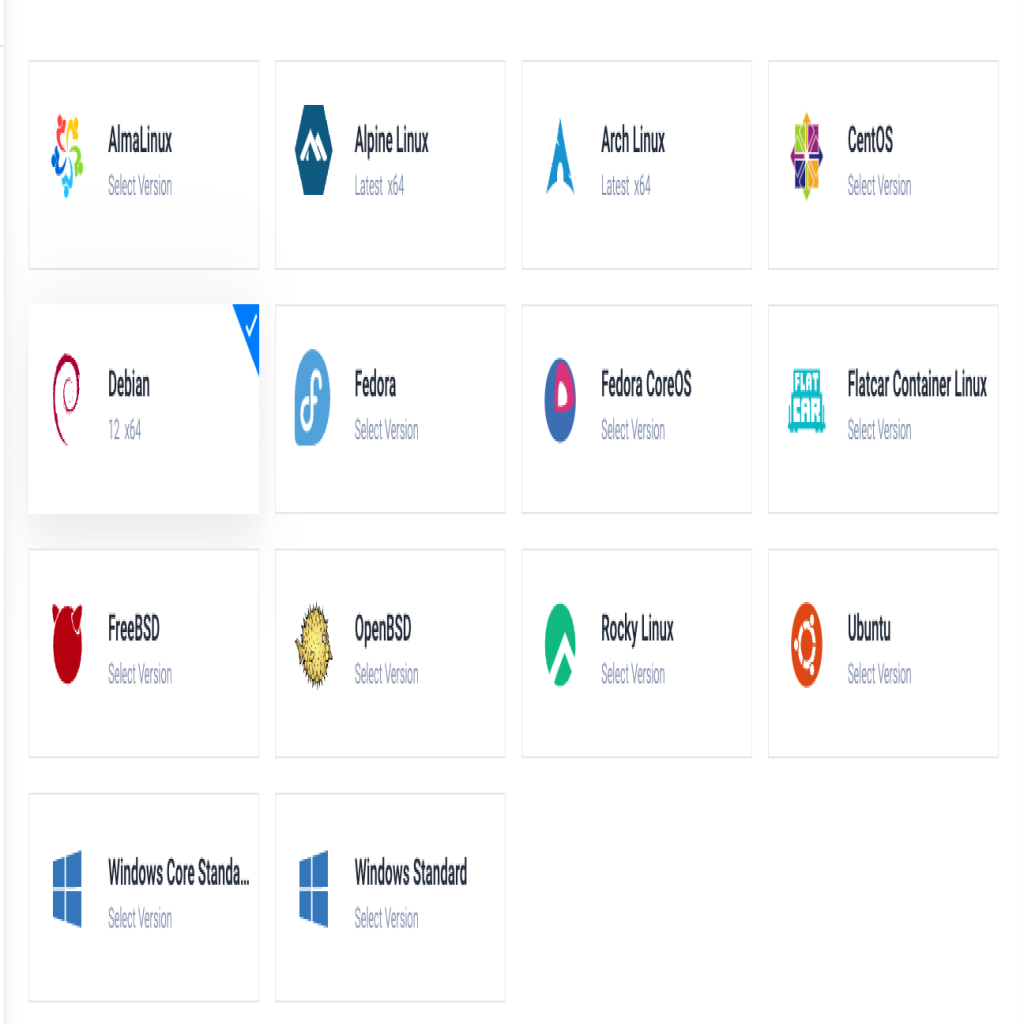 AlmaLinux
Select Version
Alpine Linux
Latest x64
Arch Linux
Latest x64
CentOS
Select Version
Debian
12 x64
Fedora
Select Version
Fedora CoreOS
Select Version
FLAT
CAR
Flatcar Container Linux
Select Version
FreeBSD
Select Version
OpenBSD
Select Version
Rocky Linux
Select Version
Ubuntu
Select Version
Windows Core Standa...
Select Version
Windows Standard
Select Version